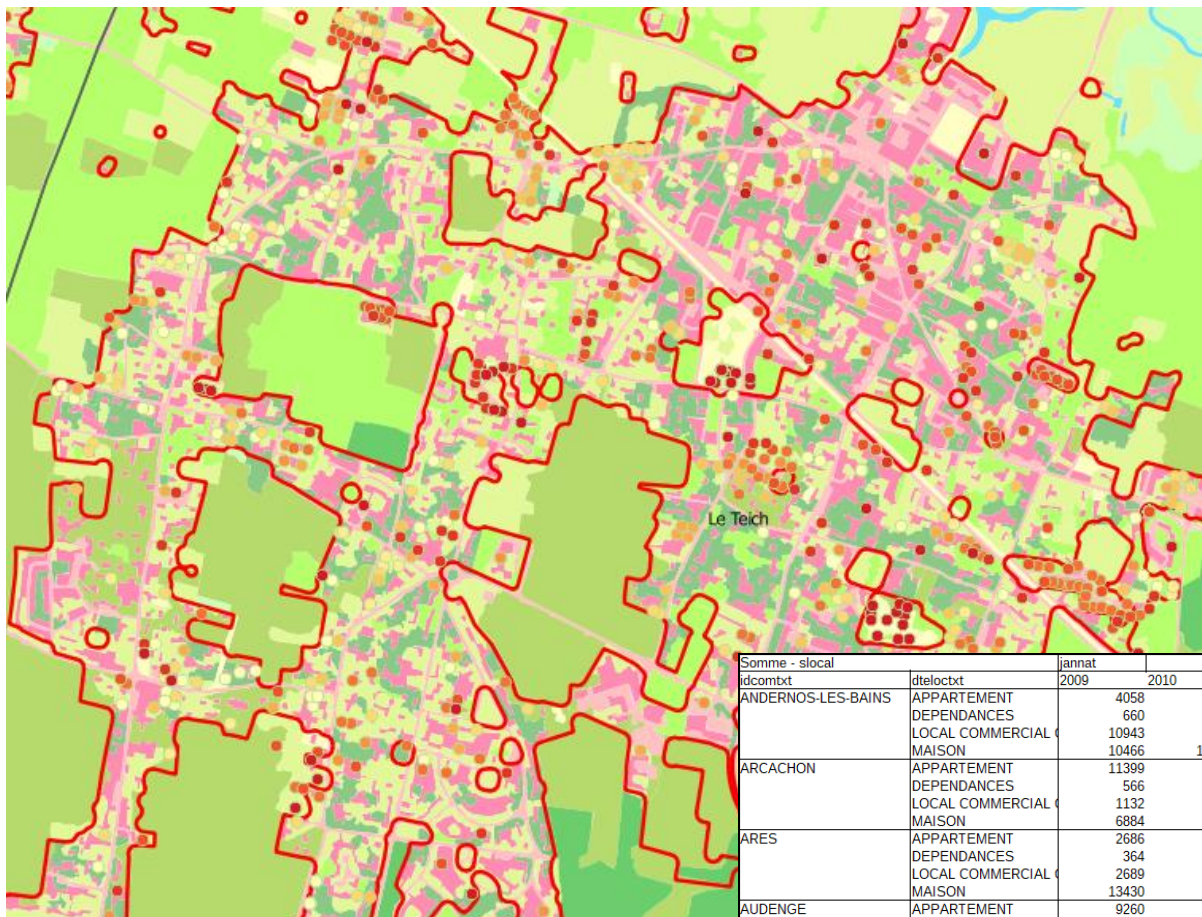 Le Teich
Somme - slocal jannat
idcomtxt dteloctxt 2009 2010
ANDERNOS-LES-BAINS APPARTEMENT 4058
DEPENDANCES 660
LOCAL COMMERCIAL 10943
MAISON 10466 1
ARCACHON APPARTEMENT 11399
DEPENDANCES 566
LOCAL COMMERCIAL 1132
MAISON 6884
ARES APPARTEMENT 2686
DEPENDANCES 364
LOCAL COMMERCIAL 2689
MAISON 13430
AUDENGE APPARTEMENT 9260